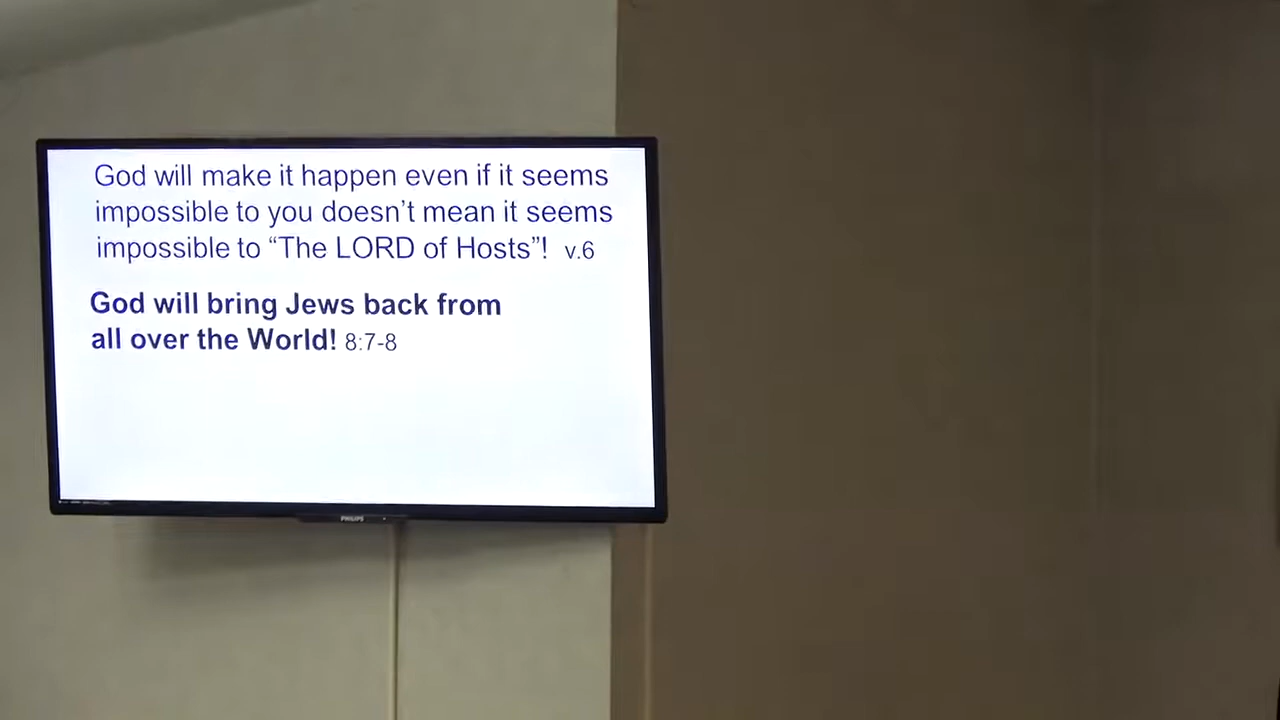 God will make it happen even if it seems
impossible to you doesn’t mean it seems
impossible to “The LORD of Hosts”! v.6
God will bring Jews back from
all over the World! 8:7-8
PHILIPS